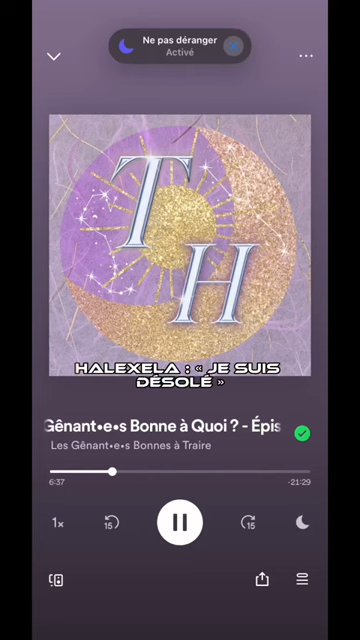 Ne pas déranger
Activé
T
H
HALEXELA : « JE SUIS
DÉSOLÉ »
Gênant•e•s Bonne à Quoi ? - Épis
Les Gênant•e•s Bonnes à Traire
6:37
-21:29
1×
15
15